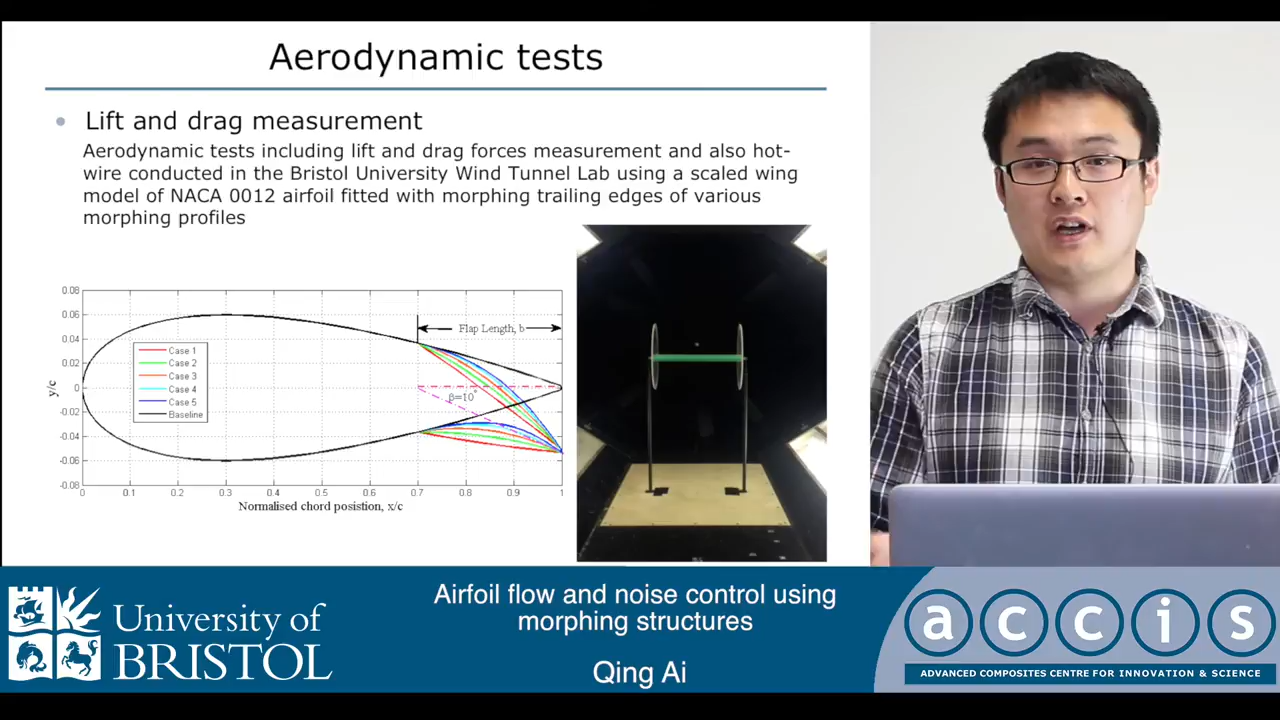 Aerodynamic tests
Lift and drag measurement
Aerodynamic tests including lift and drag forces measurement and also hot-
wire conducted in the Bristol University Wind Tunnel Lab using a scaled wing
model of NACA 0012 airfoil fitted with morphing trailing edges of various
morphing profiles
0.08
0.06
0.04
0.02
0
-0.02
-0.04
-0.06
-0.08
y/c
Flap Length, b
Case 1
Case 2
Case 3
Case 4
Case 5
Baseline
β=10°
0 0.1 0.2 0.3 0.4 0.5 0.6 0.7 0.8 0.9 1
Normalised chord posistion, x/c
University of
BRISTOL
Airfoil flow and noise control using
morphing structures
Qing Ai
accis
ADVANCED COMPOSITES CENTRE FOR INNOVATION & SCIENCE